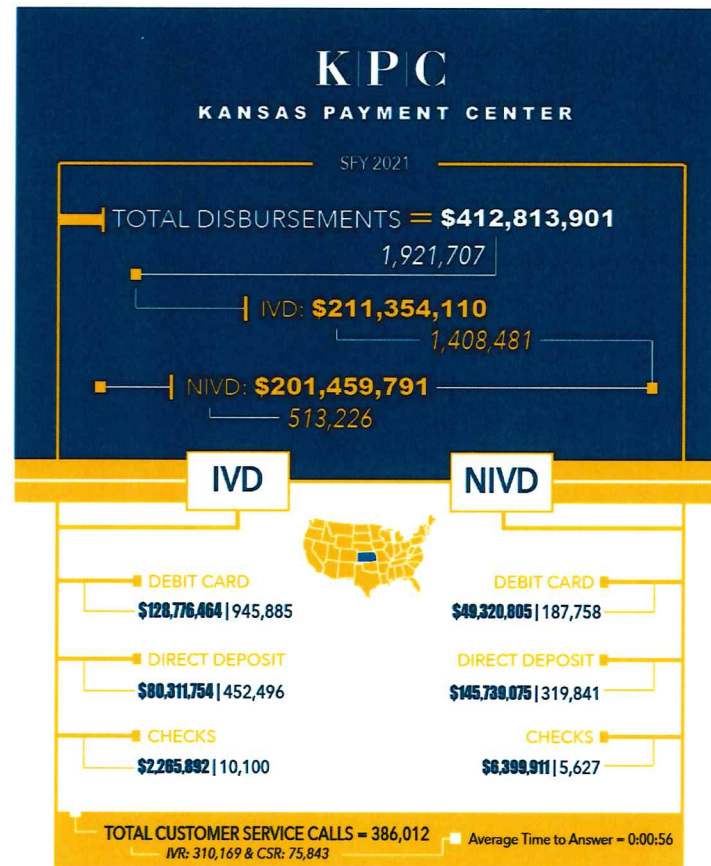 K|P|C
KANSAS PAYMENT CENTER
SFY 2021
TOTAL DISBURSEMENTS = $412,813,901
1,921,707
IVD: $211,354,110
1,408,481
NIVD: $201,459,791
513,226
IVD
NIVD
DEBIT CARD
$128,776,464 | 945,885
DIRECT DEPOSIT
$80,311,754 | 452,496
CHECKS
$2,265,892 | 10,100
DEBIT CARD
$49,320,805 | 187,758
DIRECT DEPOSIT
$145,739,075 | 319,841
CHECKS
$6,399,911 | 5,627
TOTAL CUSTOMER SERVICE CALLS = 386,012
IVR: 310,169 & CSR: 75,843
Average Time to Answer = 0:00:56